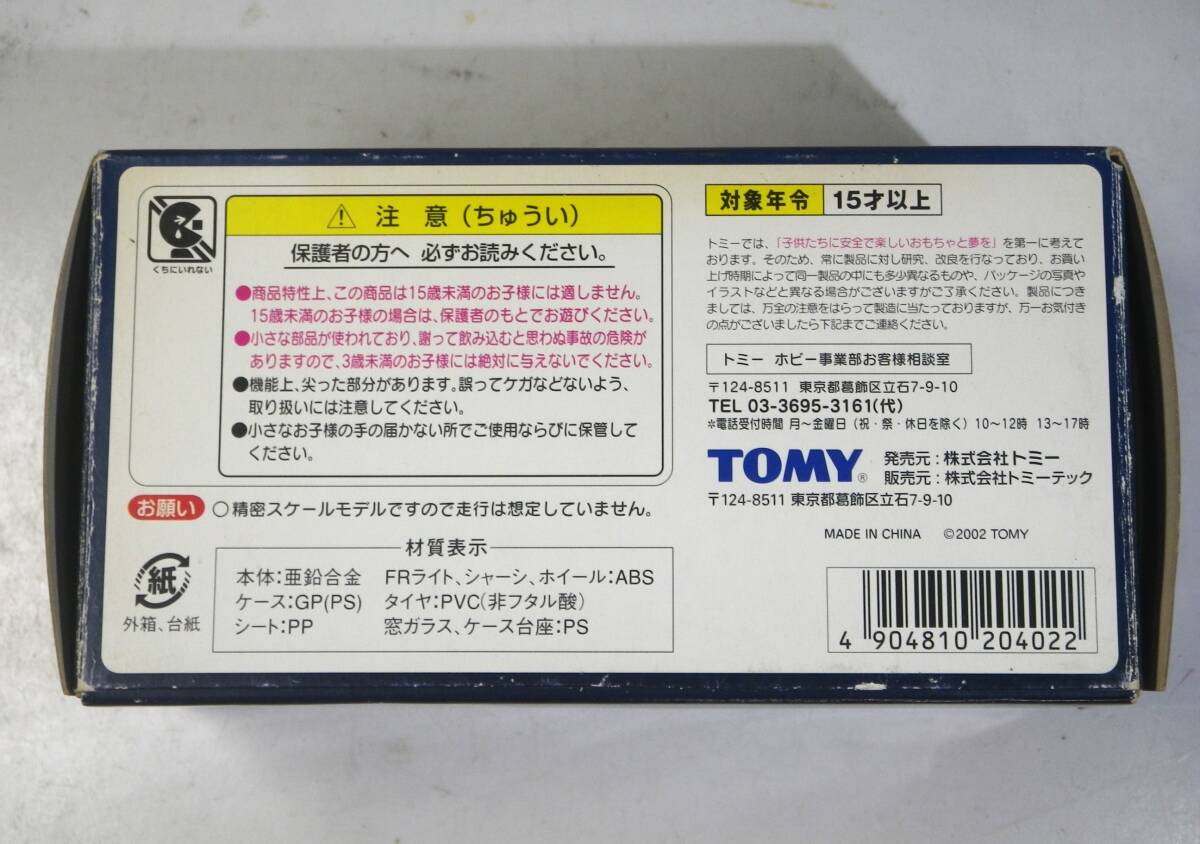 くちにいれない
⚠ 注 意（ちゅうい）
保護者の方へ 必ずお読みください。
●商品特性上、この商品は15歳未満のお子様には適しません。
15歳未満のお子様の場合は、保護者のもとでお遊びください。
●小さな部品が使われており、謝って飲み込むと思わぬ事故の危険が
ありますので、3歳未満のお子様には絶対に与えないでください。
●機能上、尖った部分があります。誤ってケガなどないよう、
取り扱いには注意してください。
●小さなお子様の手の届かない所でご使用ならびに保管して
ください。
お願い ○精密スケールモデルですので走行は想定していません。
紙
外箱、台紙
材質表示
本体：亜鉛合金 FRライト、シャーシ、ホイール：ABS
ケース：GP(PS) タイヤ：PVC（非フタル酸）
シート：PP 窓ガラス、ケース台座：PS
対象年令 15才以上
トミーでは、「子供たちに安全で楽しいおもちゃと夢を」を第一に考えて
おります。そのため、常に製品に対し研究、改良を行なっており、お買い
上げ時期によって同一製品の中にも多少異なるものや、パッケージの写真や
イラストなどと異なる場合がございますがご了承ください。製品につき
ましては、万全の注意をはらって製造に当たっておりますが、万一お気付き
の点がございましたら下記までご連絡ください。
トミー ホビー事業部お客様相談室
〒124-8511 東京都葛飾区立石7-9-10
TEL 03-3695-3161(代)
＊電話受付時間 月～金曜日（祝・祭・休日を除く）10～12時 13～17時
TOMY® 発売元：株式会社トミー
販売元：株式会社トミーテック
〒124-8511 東京都葛飾区立石7-9-10
MADE IN CHINA ©2002 TOMY
4 904810 204022